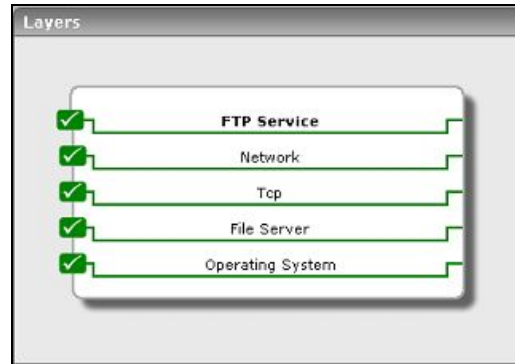 Layers
FTP Service
Network
Tcp
File Server
Operating System